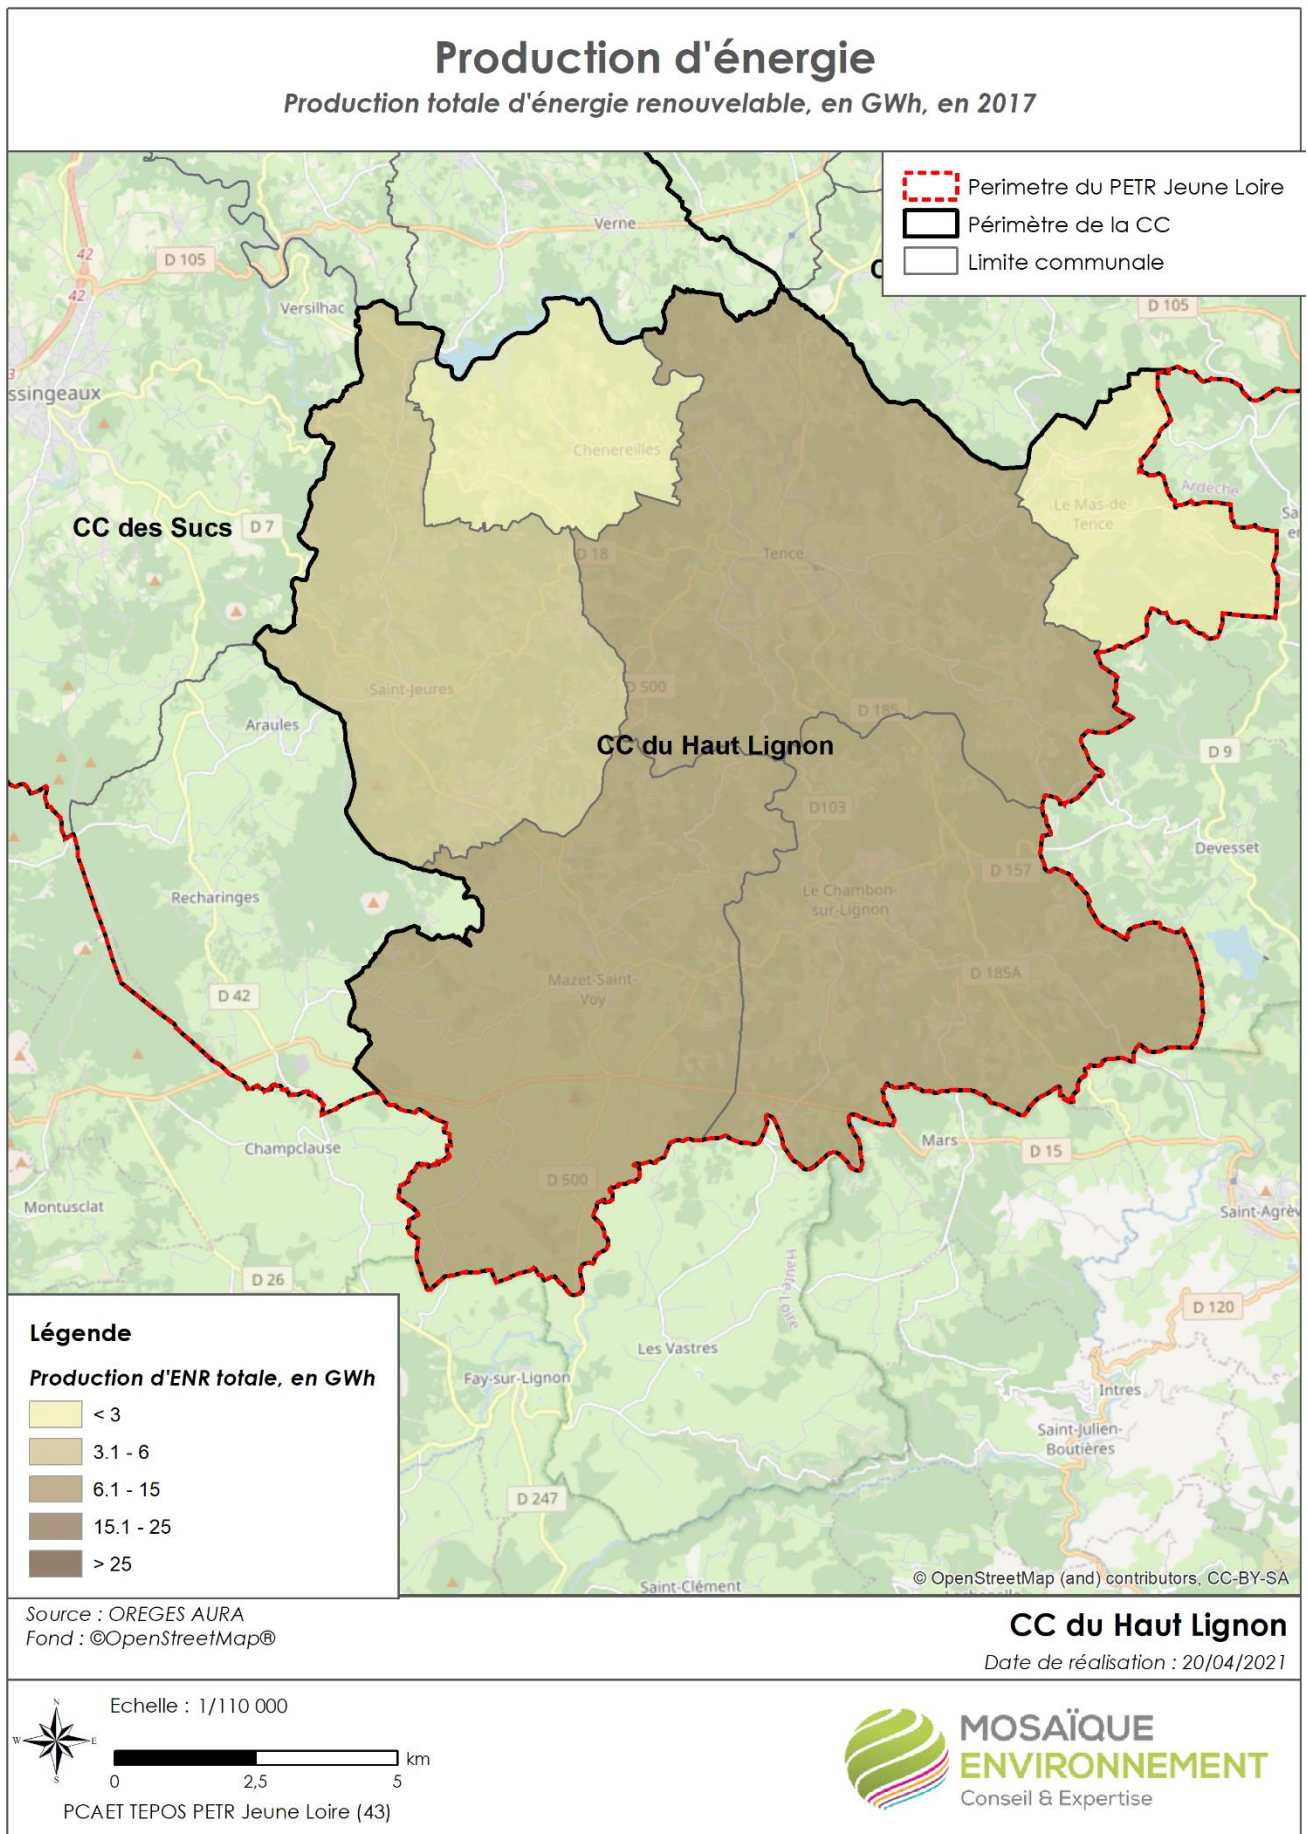 Production d'énergie
Production totale d'énergie renouvelable, en GWh, en 2017
Perimetre du PETR Jeune Loire
Périmètre de la CC
Limite communale
Verne
42
D 105
42
Versilhac
D 105
ssingeaux
Chenereilles
Ardèche
Le Mas-de-
Tence
CC des Sucs
D 7
D 18
Tence
Saint-Jeures
D 500
D 185
Araules
CC du Haut Lignon
D 9
D103
Devesset
D 157
Recharinges
Le Chambon-
sur-Lignon
D 42
Mazet-Saint-
Voy
D 185A
Champclause
Mars
D 15
D 500
Montusclat
Saint-Agrèv
D 26
Haute-Loire
D 120
Les Vastres
Fay-sur-Lignon
Intres
Saint-Julien-
Boutières
D 247
Saint-Clément
© OpenStreetMap (and) contributors, CC-BY-SA
Légende
Production d'ENR totale, en GWh
< 3
3.1 - 6
6.1 - 15
15.1 - 25
> 25
Source : OREGES AURA
Fond : ©OpenStreetMap®
CC du Haut Lignon
Date de réalisation : 20/04/2021
N
W E
S
Echelle : 1/110 000
km
0 2,5 5
PCAET TEPOS PETR Jeune Loire (43)
MOSAÏQUE
ENVIRONNEMENT
Conseil & Expertise